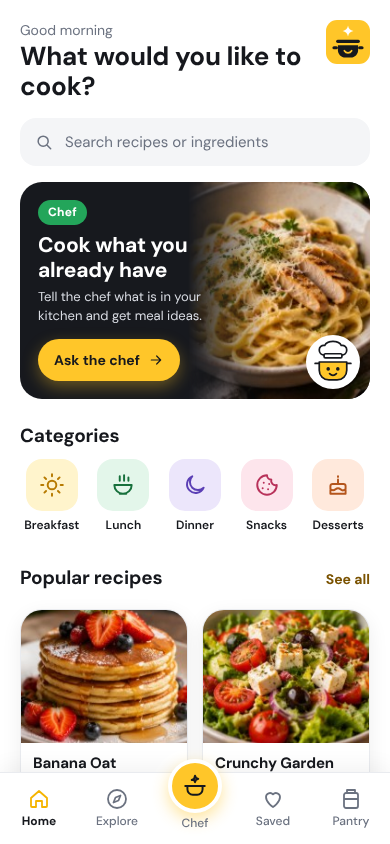 Good morning
What would you like to
cook?
Search recipes or ingredients
Chef
Cook what you
already have
Tell the chef what is in your
kitchen and get meal ideas.
Ask the chef
Categories
Breakfast
Lunch
Dinner
Snacks
Desserts
Popular recipes
See all
Banana Oat
Crunchy Garden
Home
Explore
Chef
Saved
Pantry